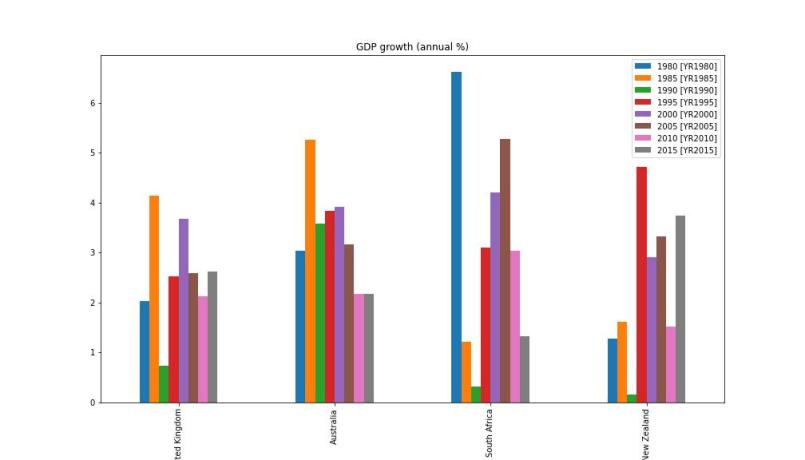 GDP growth (annual %)
1980 [YR1980]
1985 [YR1985]
1990 [YR1990]
1995 [YR1995]
2000 [YR2000]
2005 [YR2005]
2010 [YR2010]
2015 [YR2015]
6
5
4
3
2
1
0
ted Kingdom
Australia
South Africa
New Zealand